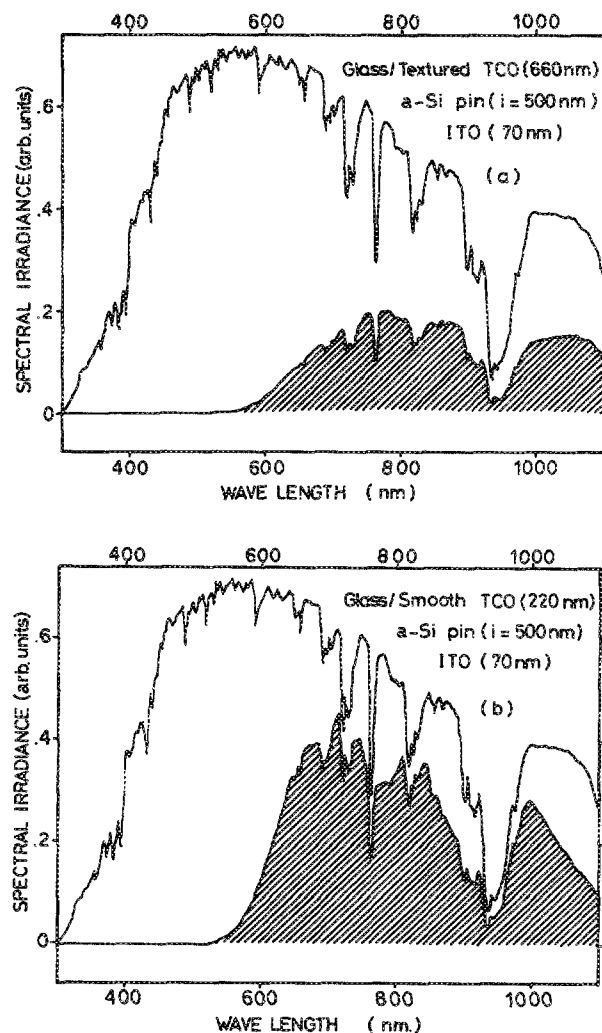 400 600 800 1000
Glass/Textured TCO(660nm)
a-Si pin(i=500nm)
ITO(70nm)
(a)
SPECTRAL IRRADIANCE(arb.units)
.6
.4
.2
0
400 600 800 1000
WAVE LENGTH (nm)
400 600 800 1000
Glass/Smooth TCO(220nm)
a-Si pin(i=500nm)
ITO(70nm)
(b)
SPECTRAL IRRADIANCE (arb.units)
.6
.4
.2
0
400 600 800 1000
WAVE LENGTH (nm.)